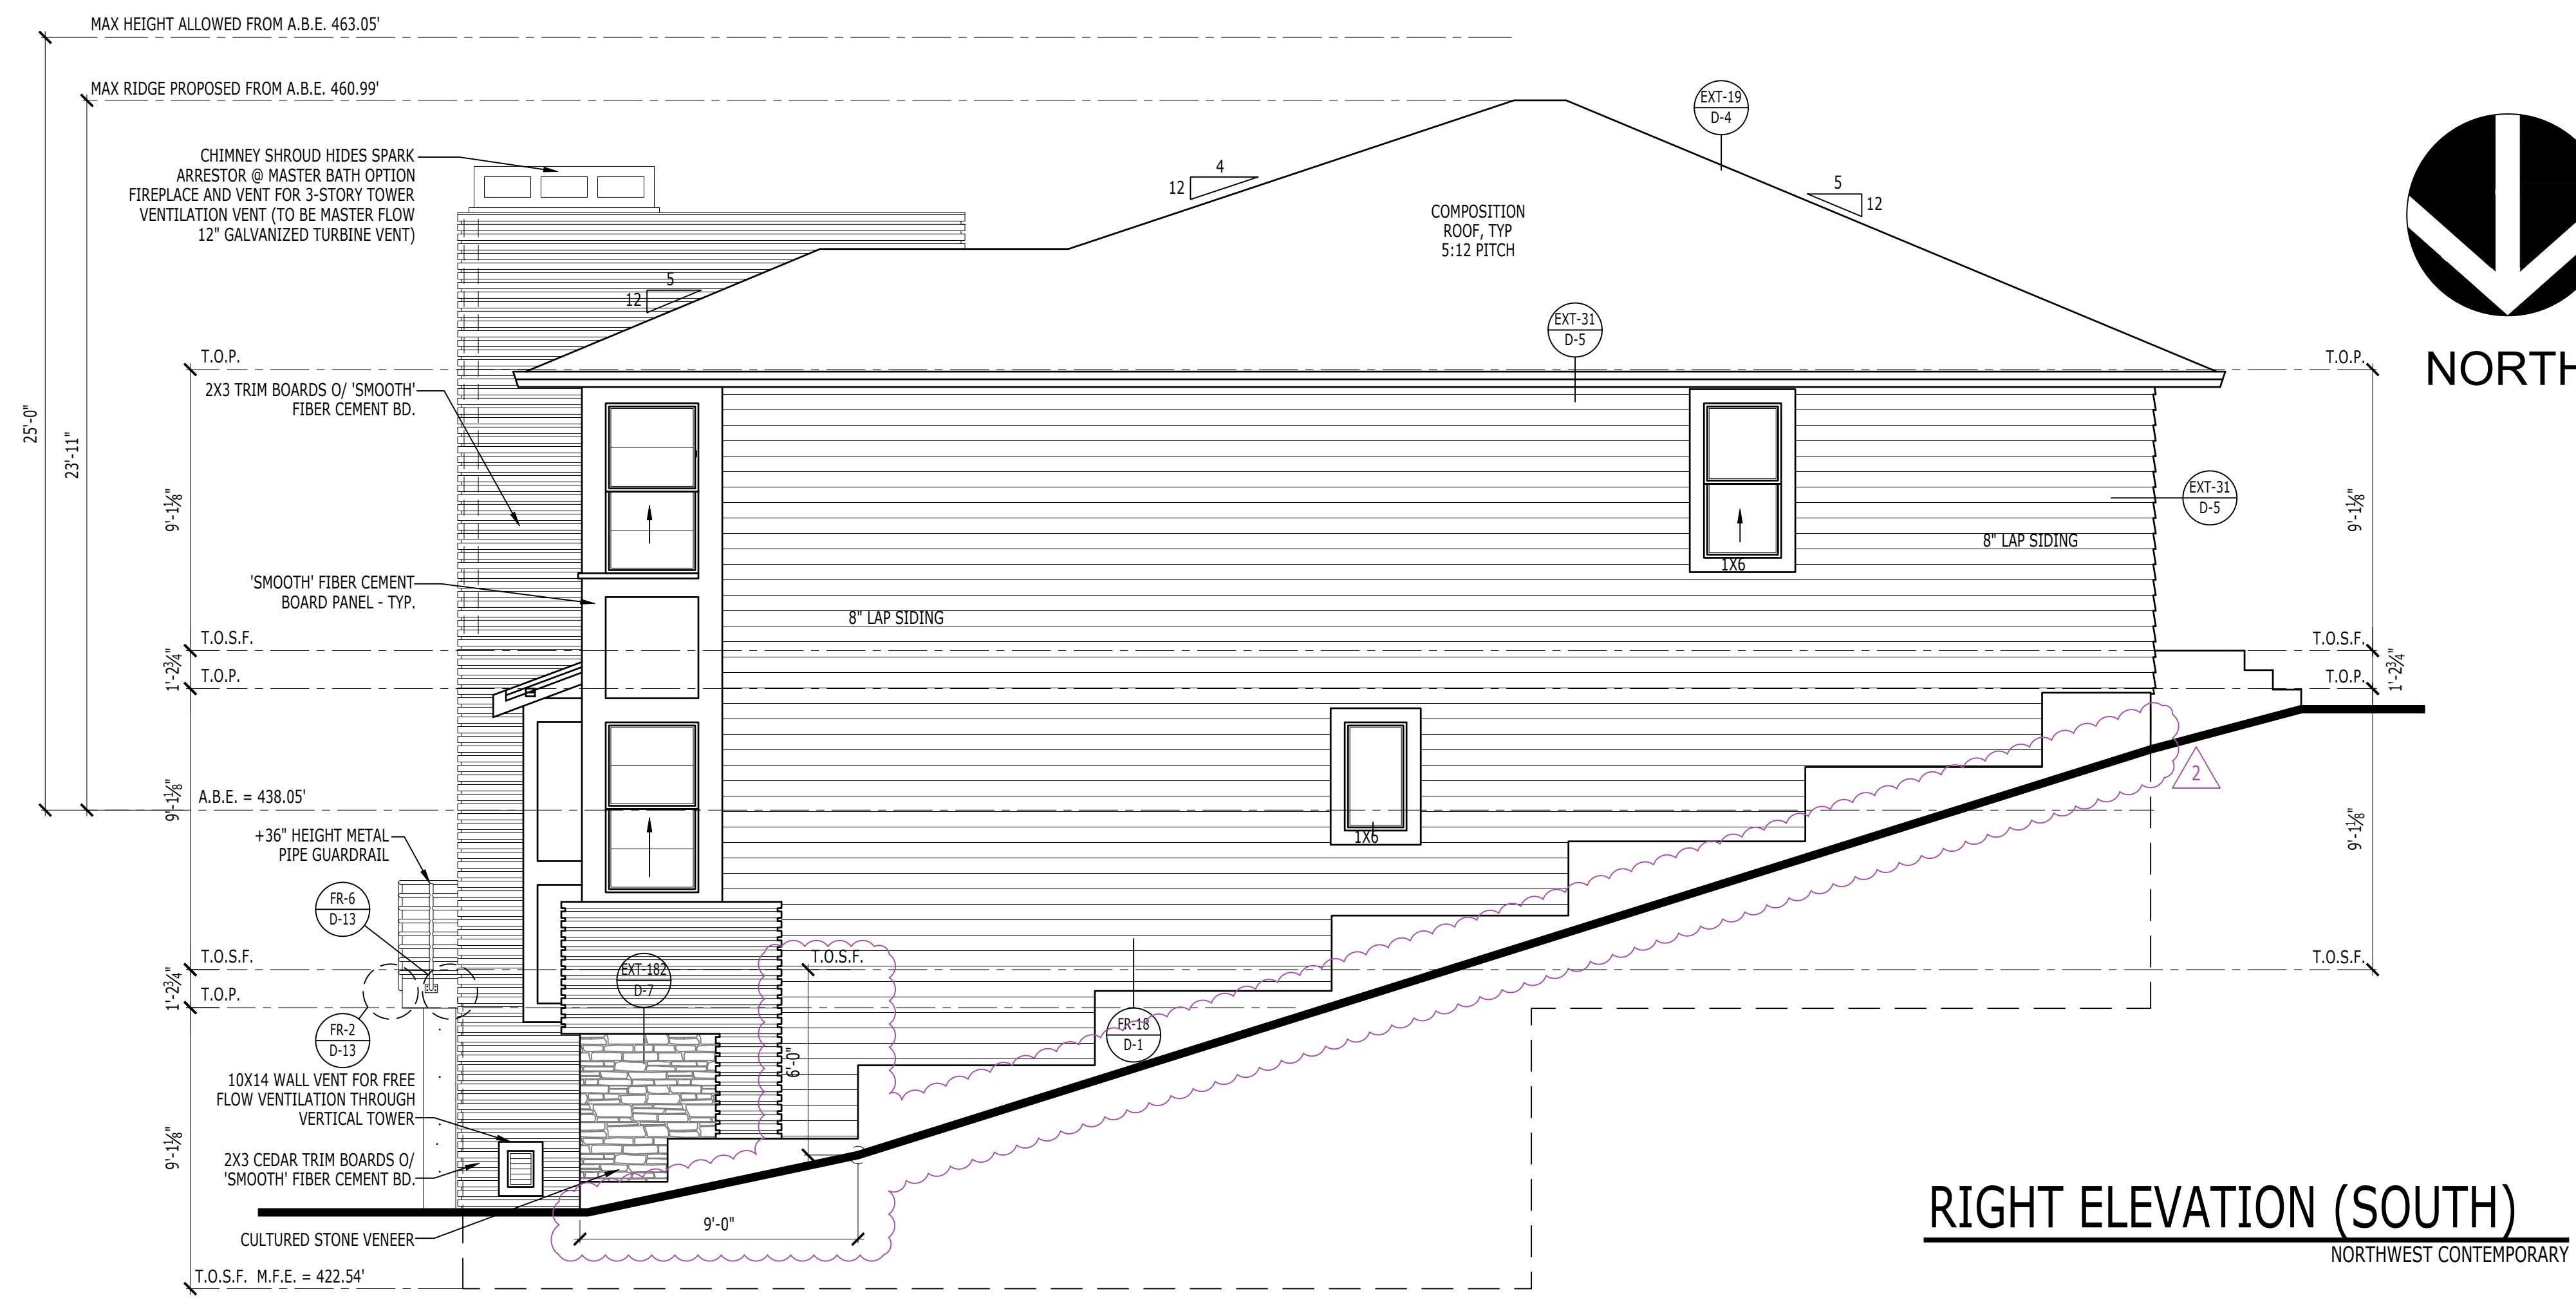 MAX HEIGHT ALLOWED FROM A.B.E. 463.05'
MAX RIDGE PROPOSED FROM A.B.E. 460.99'
EXT-19
D-4
CHIMNEY SHROUD HIDES SPARK
ARRESTOR @ MASTER BATH OPTION
FIREPLACE AND VENT FOR 3-STORY TOWER
VENTILATION VENT (TO BE MASTER FLOW
12" GALVANIZED TURBINE VENT)
4
12
5
12
COMPOSITION
ROOF, TYP
5:12 PITCH
5
12
EXT-31
D-5
NORTH
T.O.P.
T.O.P.
2X3 TRIM BOARDS O/ 'SMOOTH'
FIBER CEMENT BD.
25'-0"
23'-11"
9'-1⅛"
9'-1⅛"
EXT-31
D-5
8" LAP SIDING
1X6
'SMOOTH' FIBER CEMENT
BOARD PANEL - TYP.
8" LAP SIDING
T.O.S.F.
T.O.S.F.
1'-2¾"
1'-2¾"
T.O.P.
T.O.P.
2
A.B.E. = 438.05'
9'-1⅛"
9'-1⅛"
1X6
+36" HEIGHT METAL
PIPE GUARDRAIL
FR-6
D-13
T.O.S.F.
T.O.S.F.
T.O.S.F.
EXT-182
D-7
1'-2¾"
T.O.P.
FR-2
D-13
FR-18
D-1
6'-0"
10X14 WALL VENT FOR FREE
FLOW VENTILATION THROUGH
VERTICAL TOWER
9'-1⅛"
2X3 CEDAR TRIM BOARDS O/
'SMOOTH' FIBER CEMENT BD.
9'-0"
CULTURED STONE VENEER
T.O.S.F. M.F.E. = 422.54'
RIGHT ELEVATION (SOUTH)
NORTHWEST CONTEMPORARY